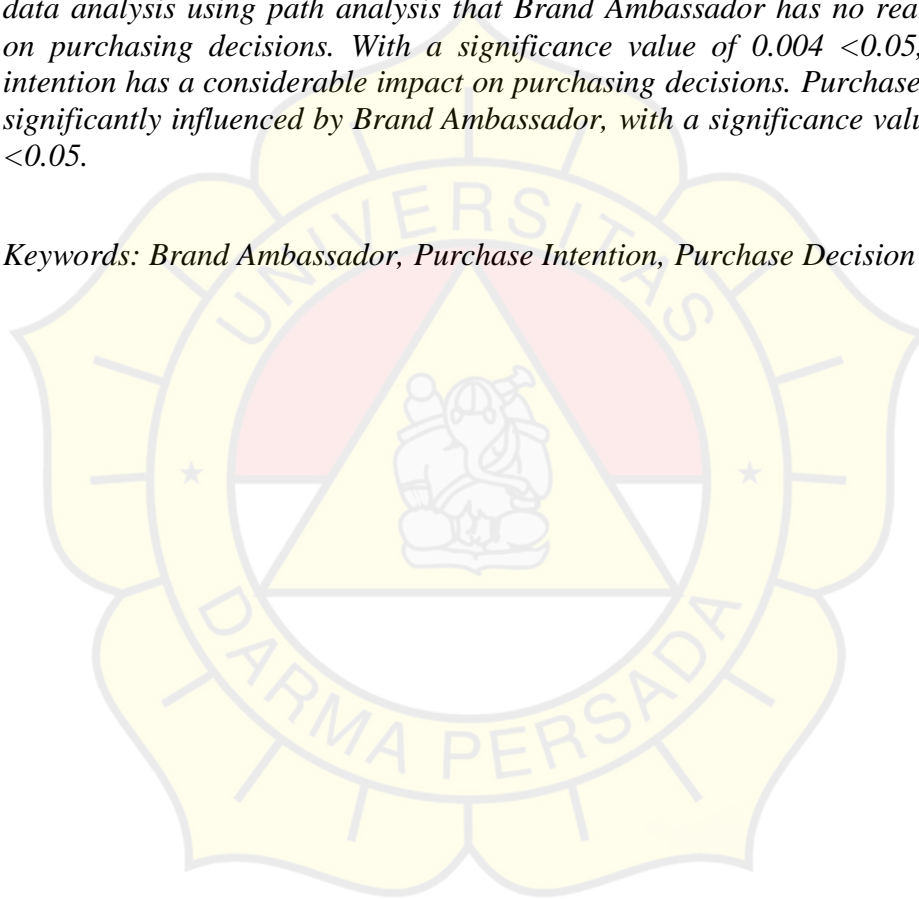 data analysis using path analysis that Brand Ambassador has no rea
on purchasing decisions. With a significance value of 0.004 <0.05,
intention has a considerable impact on purchasing decisions. Purchase
significantly influenced by Brand Ambassador, with a significance valu
<0.05.
Keywords: Brand Ambassador, Purchase Intention, Purchase Decision
UNIVERSITAS
DARMA PERSADA